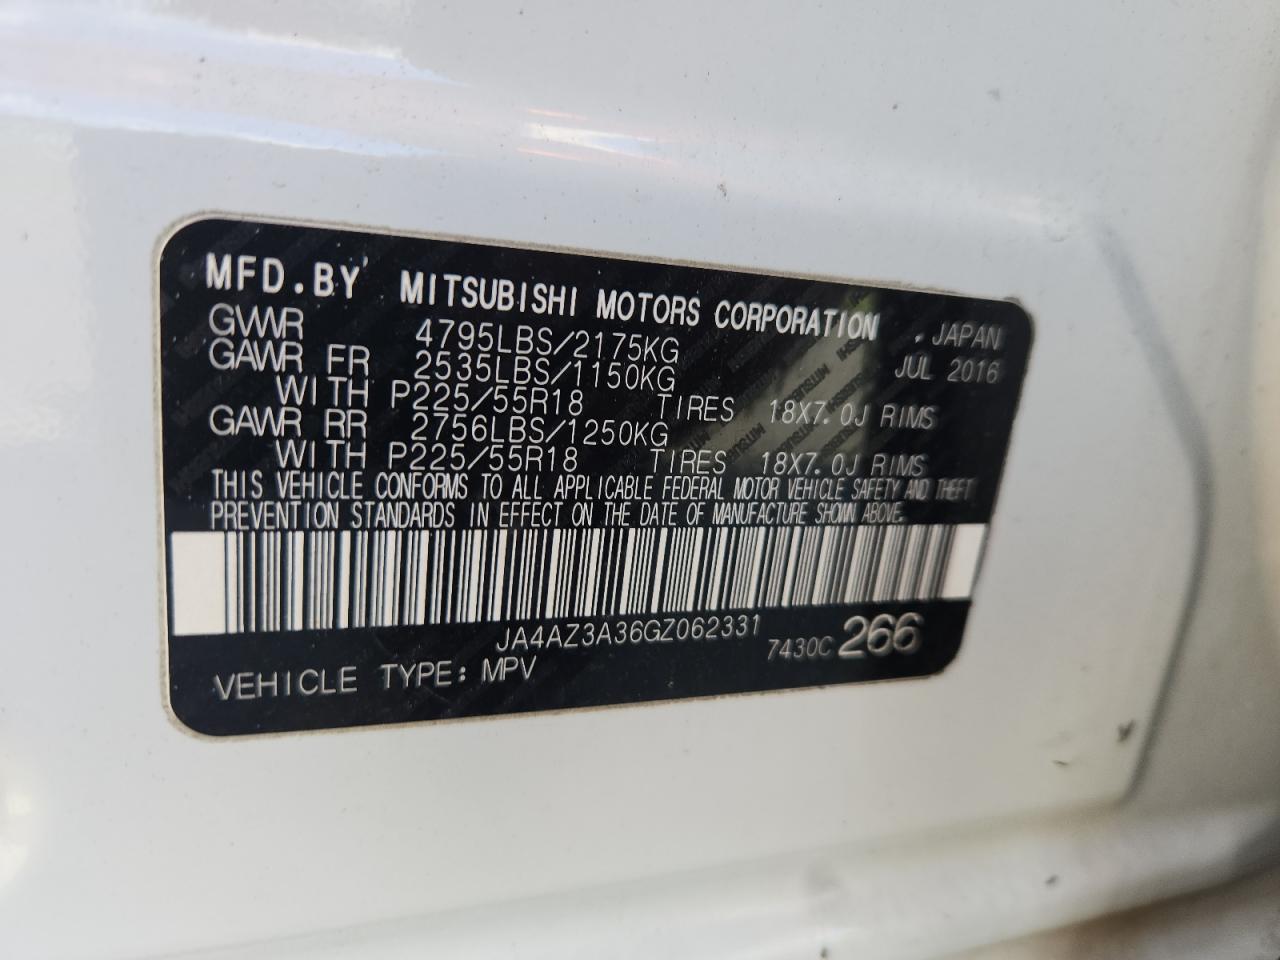 MFD.BY MITSUBISHI MOTORS CORPORATION , JAPAN
GVWR 4795LBS/2175KG JUL 2016
GAWR FR 2535LBS/1150KG
WITH P225/55R18 TIRES 18X7.0J RIMS
GAWR RR 2756LBS/1250KG
WITH P225/55R18 TIRES 18X7.0J RIMS
THIS VEHICLE CONFORMS TO ALL APPLICABLE FEDERAL MOTOR VEHICLE SAFETY AND THEFT
PREVENTION STANDARDS IN EFFECT ON THE DATE OF MANUFACTURE SHOWN ABOVE.
JA4AZ3A36GZ062331
7430C 266
VEHICLE TYPE: MPV